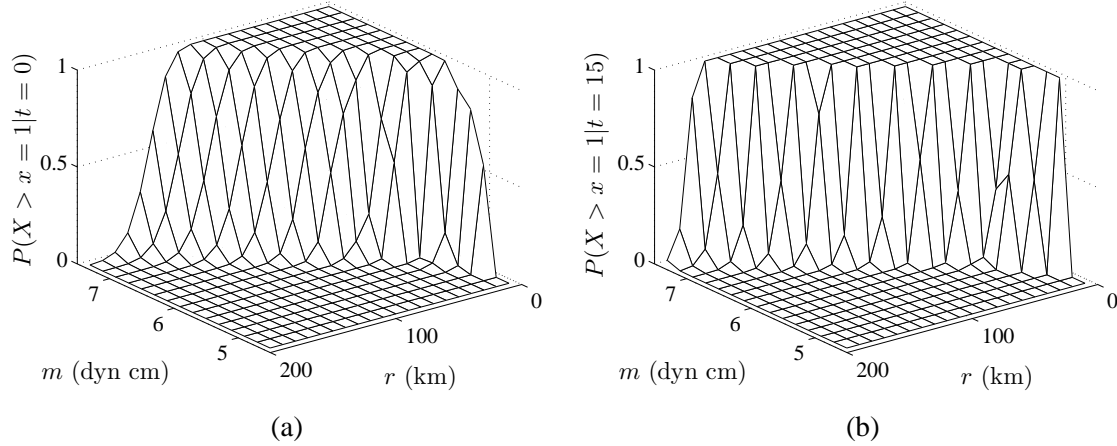 P(X > x = 1|t = 0)
1
0.5
0
7
6
5
m (dyn cm)
200
100
0
r (km)
(a)
P(X > x = 1|t = 15)
1
0.5
0
7
6
5
m (dyn cm)
200
100
0
r (km)
(b)